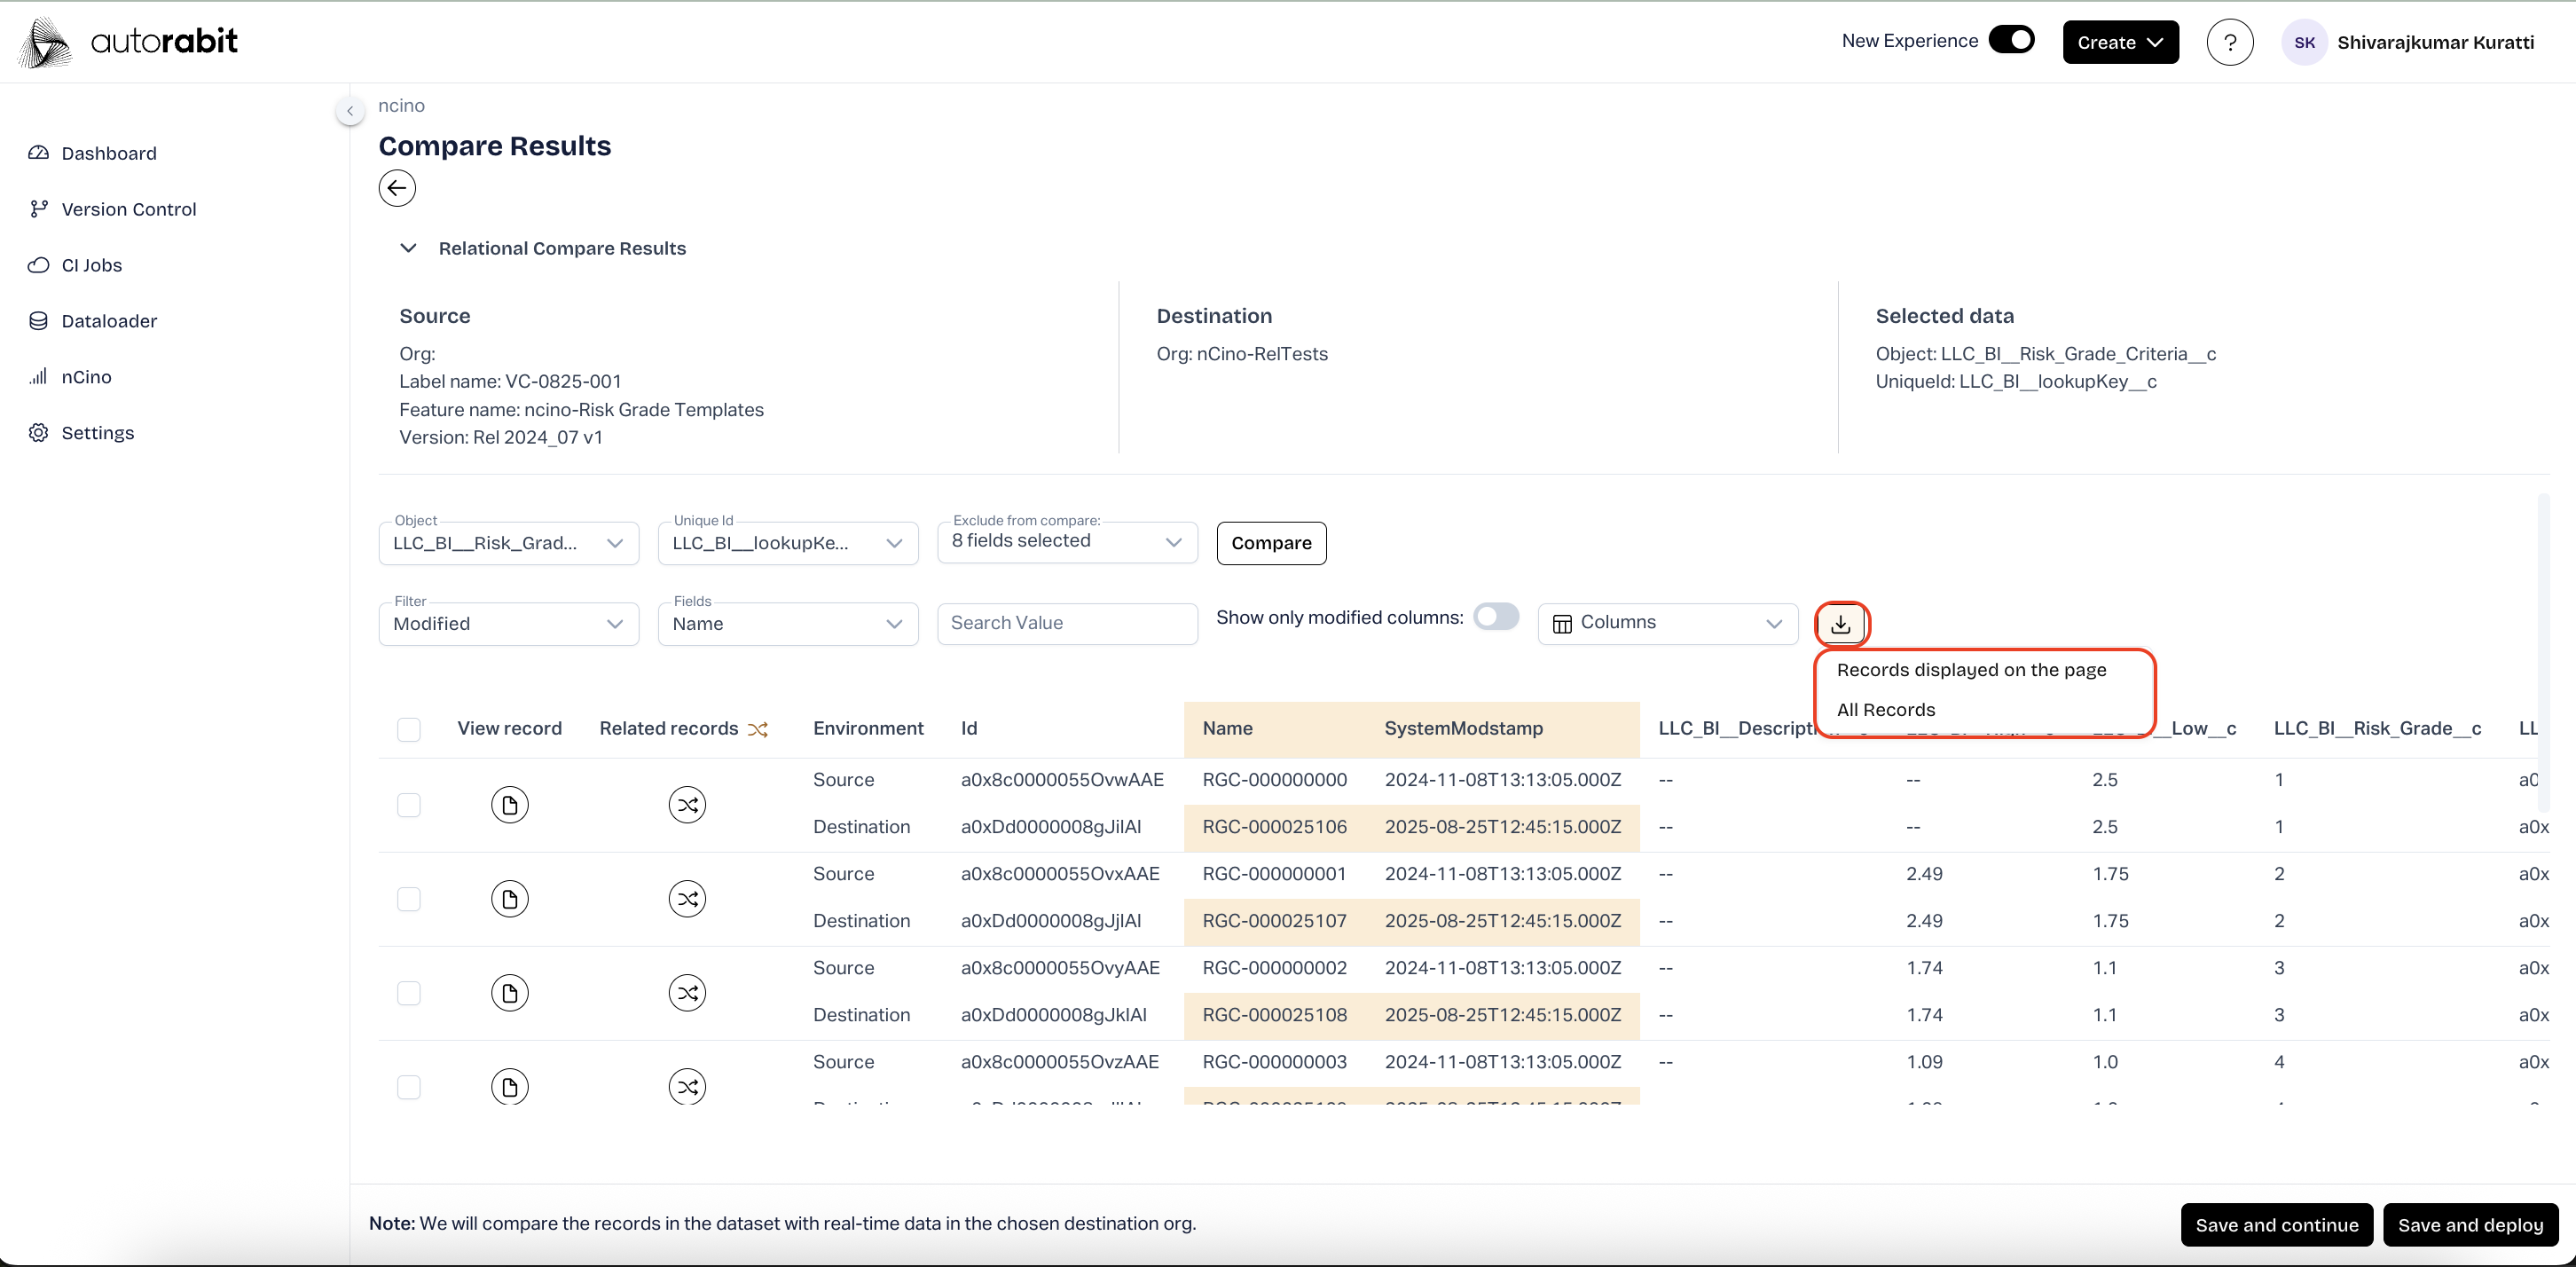 autorabit
New Experience
Create
?
SK
Shivarajkumar Kuratti
Dashboard
Version Control
CI Jobs
Dataloader
nCino
Settings
ncino
Compare Results
Relational Compare Results
Source
Org:
Label name: VC-0825-001
Feature name: ncino-Risk Grade Templates
Version: Rel 2024_07 v1
Destination
Org: nCino-RelTests
Selected data
Object: LLC_BI__Risk_Grade_Criteria__c
UniqueId: LLC_BI__lookupKey__c
Object
LLC_BI__Risk_Grad...
Unique Id
LLC_BI__lookupKe...
Exclude from compare:
8 fields selected
Compare
Filter
Modified
Fields
Name
Search Value
Show only modified columns:
Columns
Records displayed on the page
All Records
View record Related records Environment Id Name SystemModstamp LLC_BI__Descripti __Low__c LLC_BI__Risk_Grade__c LL
Source a0x8c0000055OvwAAE RGC-000000000 2024-11-08T13:13:05.000Z -- -- 2.5 1 a0
Destination a0xDd0000008gJiIAI RGC-000025106 2025-08-25T12:45:15.000Z -- -- 2.5 1 a0x
Source a0x8c0000055OvxAAE RGC-000000001 2024-11-08T13:13:05.000Z -- 2.49 1.75 2 a0x
Destination a0xDd0000008gJjIAI RGC-000025107 2025-08-25T12:45:15.000Z -- 2.49 1.75 2 a0x
Source a0x8c0000055OvyAAE RGC-000000002 2024-11-08T13:13:05.000Z -- 1.74 1.1 3 a0x
Destination a0xDd0000008gJkIAI RGC-000025108 2025-08-25T12:45:15.000Z -- 1.74 1.1 3 a0x
Source a0x8c0000055OvzAAE RGC-000000003 2024-11-08T13:13:05.000Z -- 1.09 1.0 4 a0x
Note: We will compare the records in the dataset with real-time data in the chosen destination org.
Save and continue
Save and deploy